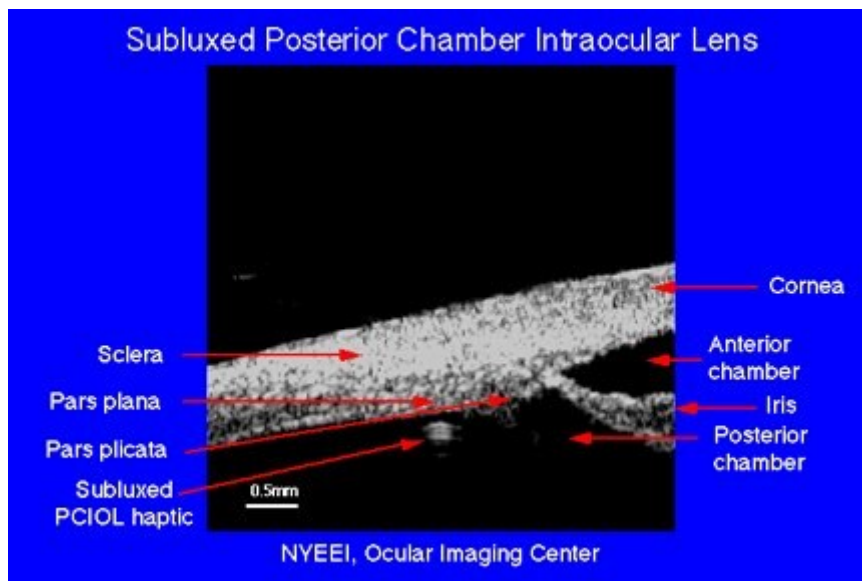 Subluxed Posterior Chamber Intraocular Lens
Cornea
Sclera
Anterior
chamber
Pars plana
Iris
Pars plicata
Posterior
chamber
Subluxed
PCIOL haptic
0.5mm
NYEEI, Ocular Imaging Center